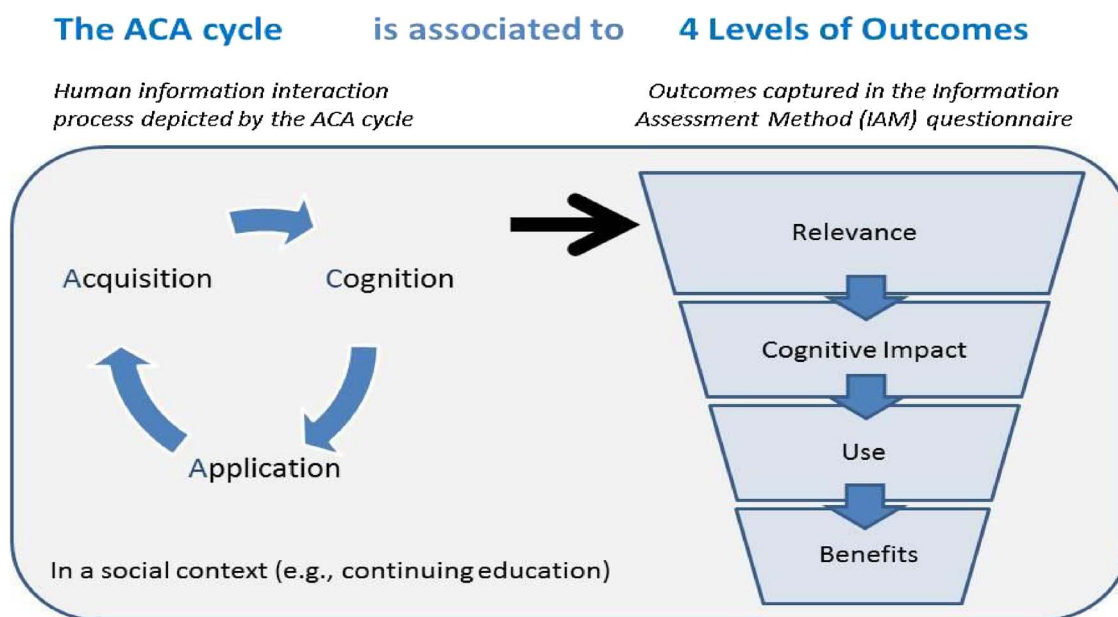 The ACA cycle is associated to 4 Levels of Outcomes
Human information interaction
process depicted by the ACA cycle
Outcomes captured in the Information
Assessment Method (IAM) questionnaire
Acquisition
Cognition
Application
In a social context (e.g., continuing education)
Relevance
Cognitive Impact
Use
Benefits